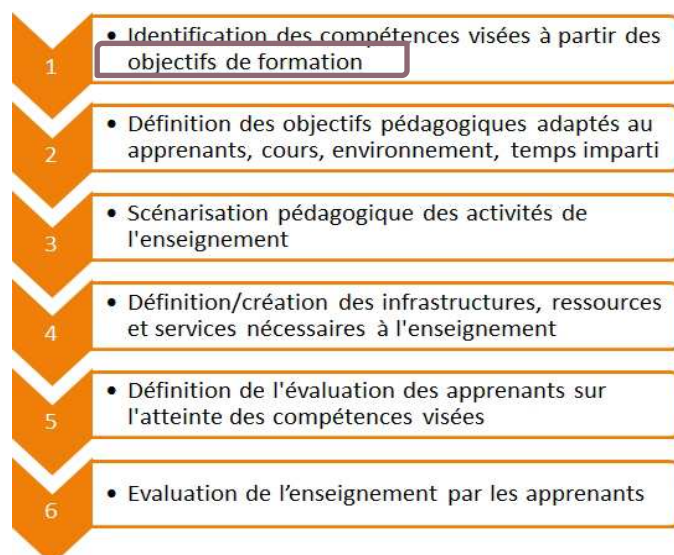 1
• Identification des compétences visées à partir des
objectifs de formation
2
• Définition des objectifs pédagogiques adaptés au
apprenants, cours, environnement, temps imparti
3
• Scénarisation pédagogique des activités de
l'enseignement
4
• Définition/création des infrastructures, ressources
et services nécessaires à l'enseignement
5
• Définition de l'évaluation des apprenants sur
l'atteinte des compétences visées
6
• Evaluation de l’enseignement par les apprenants